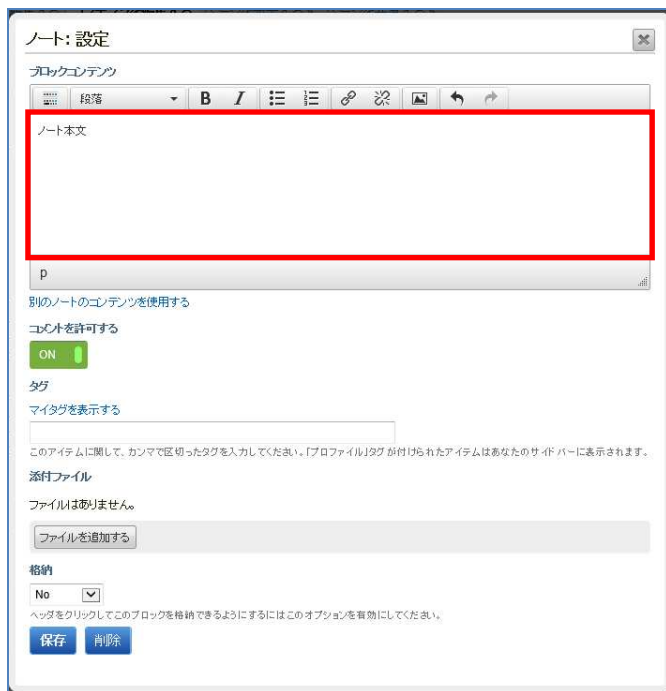 ノート: 設定
ブロックコンテンツ
段落
B I
ノート本文
p
別のノートのコンテンツを使用する
コメントを許可する
ON
タグ
マイタグを表示する
このアイテムに関して、カンマで区切ったタグを入力してください。「プロファイル」タグが付けられたアイテムはあなたのサイドバーに表示されます。
添付ファイル
ファイルはありません。
ファイルを追加する
格納
No
ヘッダをクリックしてこのブロックを格納できるようにするにはこのオプションを有効にしてください。
保存 削除